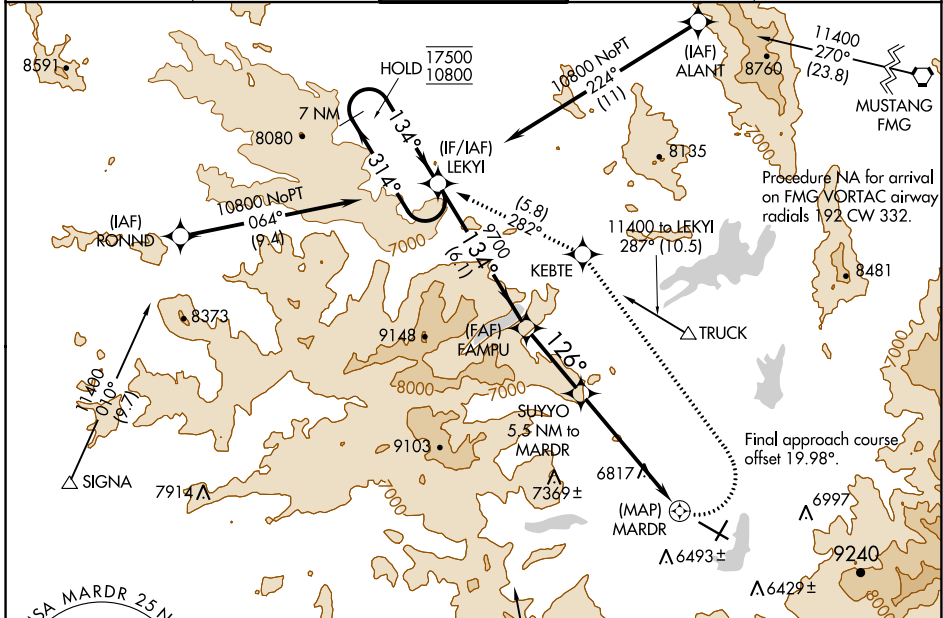 8591
HOLD
17500
10800
7 NM
134°
314°
8080
(IF/IAF)
LEKYI
10800 NoPT
224°
(11)
(IAF)
ALANT
8760
7000
11400
270°
(23.8)
MUSTANG
FMG
8135
Procedure NA for arrival
on FMG VORTAC airway
radials 192 CW 332.
(IAF)
RONND
10800 NoPT
064°
(9.4)
7000
9700
134°
(6.1)
(5.8)
282°
KEBTE
11400 to LEKYI
287° (10.5)
8481
TRUCK
8373
9148
(FAF)
FAMPU
126°
7000
11400
010°
(9.7)
8000
7000
SUYYO
5.5 NM to
MARDR
9103
Final approach course
offset 19.98°.
SIGNA
7914
7369±
6817
(MAP)
MARDR
6997
7000
6493±
9240
6429±
8000
MSA MARDR 25 N